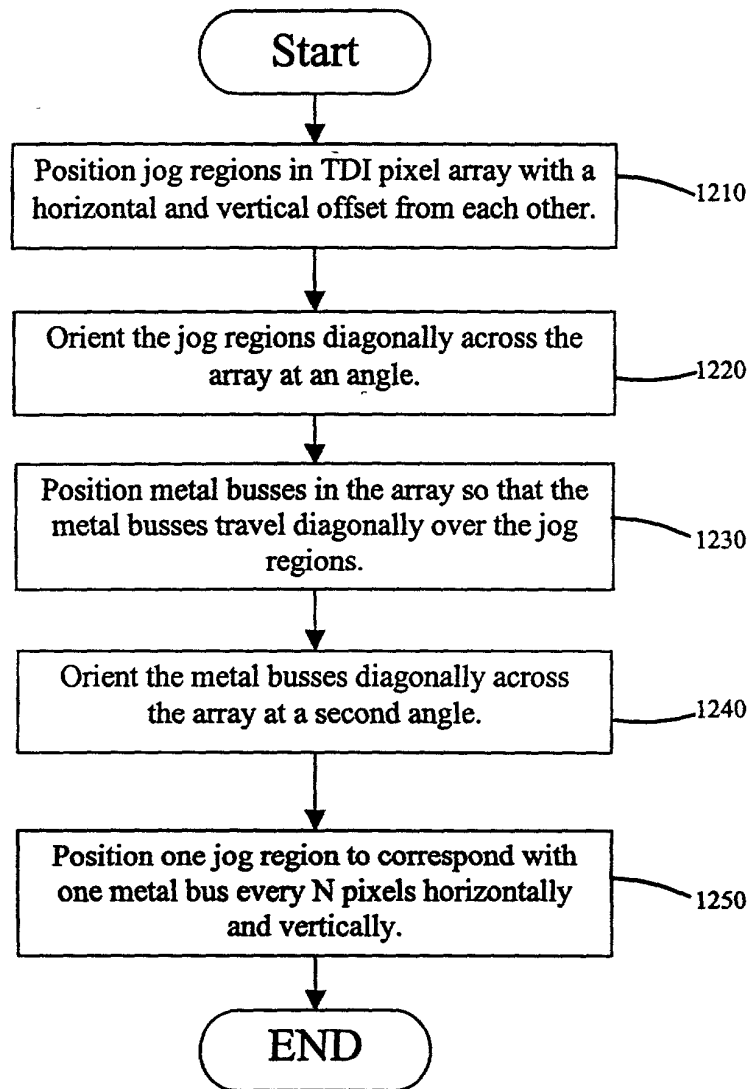 Start
Position jog regions in TDI pixel array with a
horizontal and vertical offset from each other.
1210
Orient the jog regions diagonally across the
array at an angle.
1220
Position metal busses in the array so that the
metal busses travel diagonally over the jog
regions.
1230
Orient the metal busses diagonally across
the array at a second angle.
1240
Position one jog region to correspond with
one metal bus every N pixels horizontally
and vertically.
1250
END